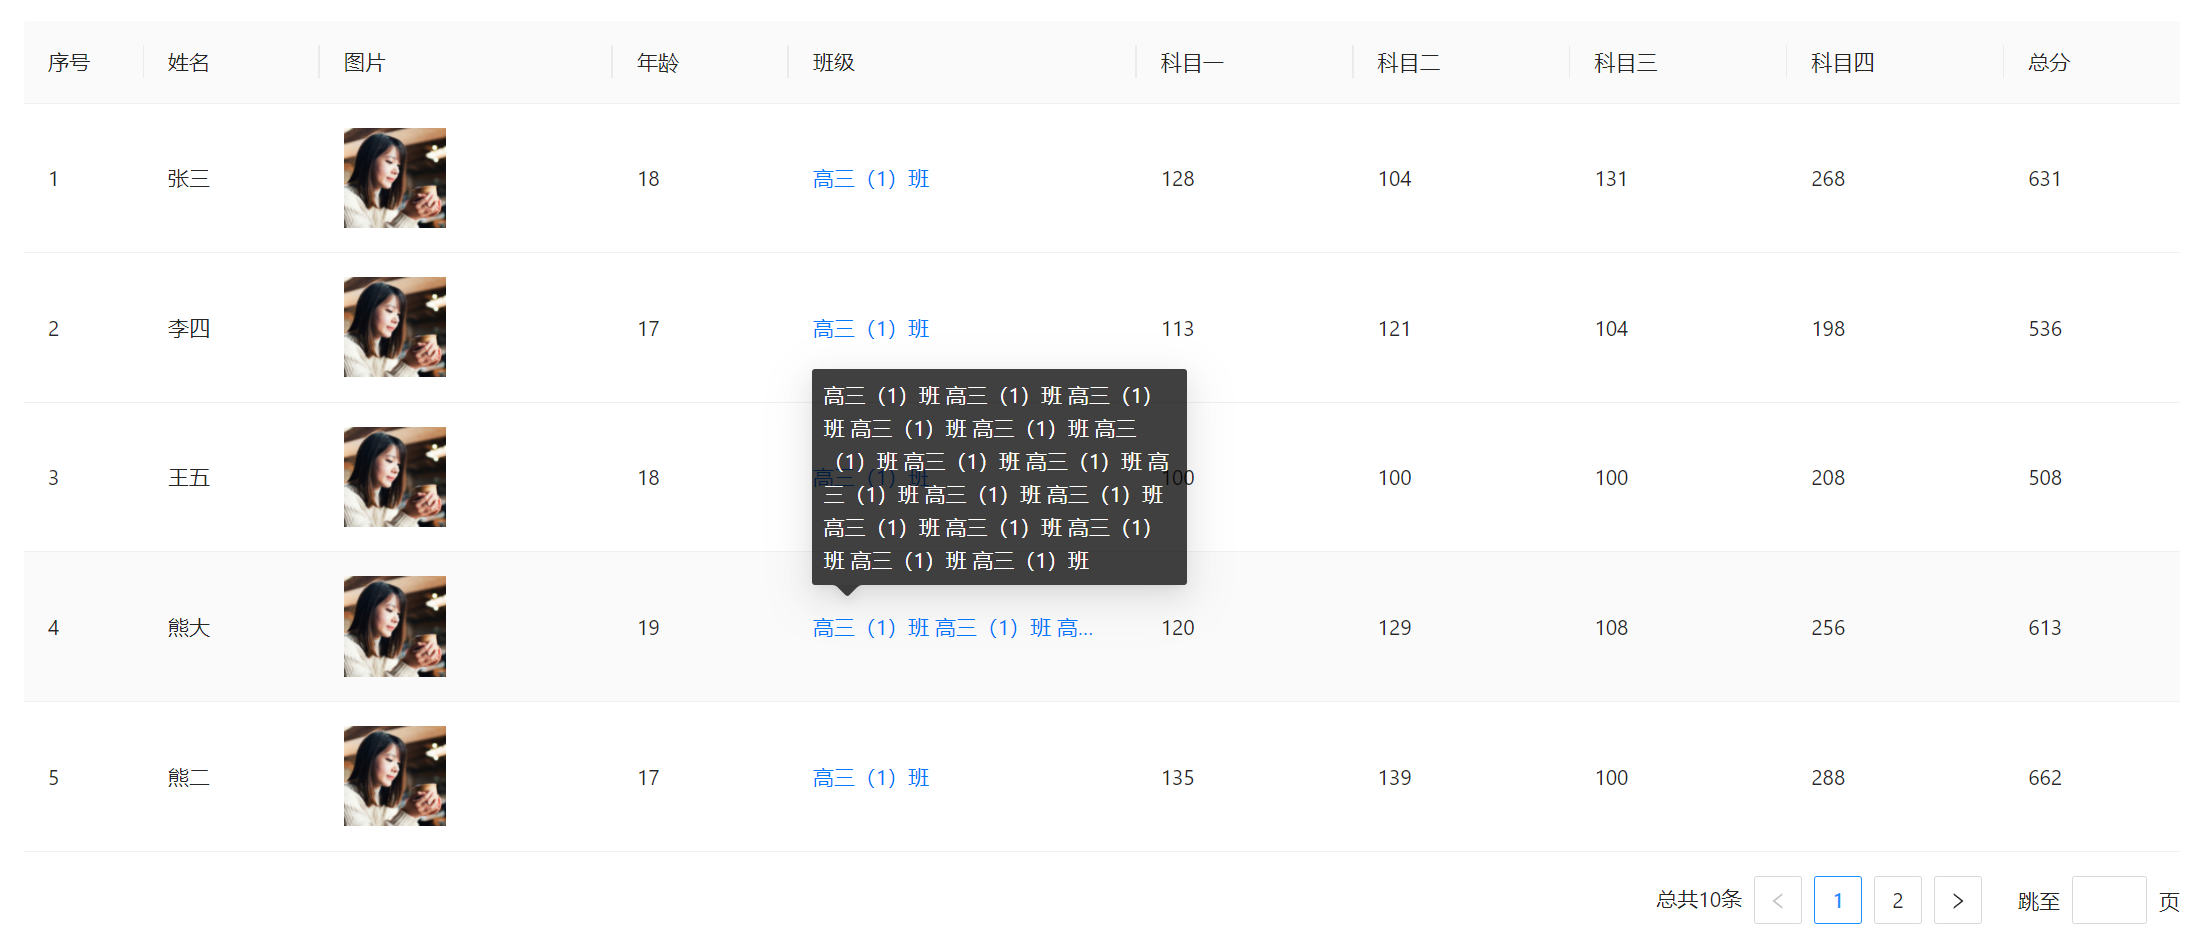 序号 姓名 图片 年龄 班级 科目一 科目二 科目三 科目四 总分
1 张三 18 高三（1）班 128 104 131 268 631
2 李四 17 高三（1）班 113 121 104 198 536
高三（1）班 高三（1）班 高三（1）
班 高三（1）班 高三（1）班 高三
（1）班 高三（1）班 高三（1）班 高
三（1）班 高三（1）班 高三（1）班
高三（1）班 高三（1）班 高三（1）
班 高三（1）班 高三（1）班
3 王五 18 高三（1）班 100 100 100 208 508
4 熊大 19 高三（1）班 高三（1）班 高... 120 129 108 256 613
5 熊二 17 高三（1）班 135 139 100 288 662
总共10条 < 1 2 > 跳至 页